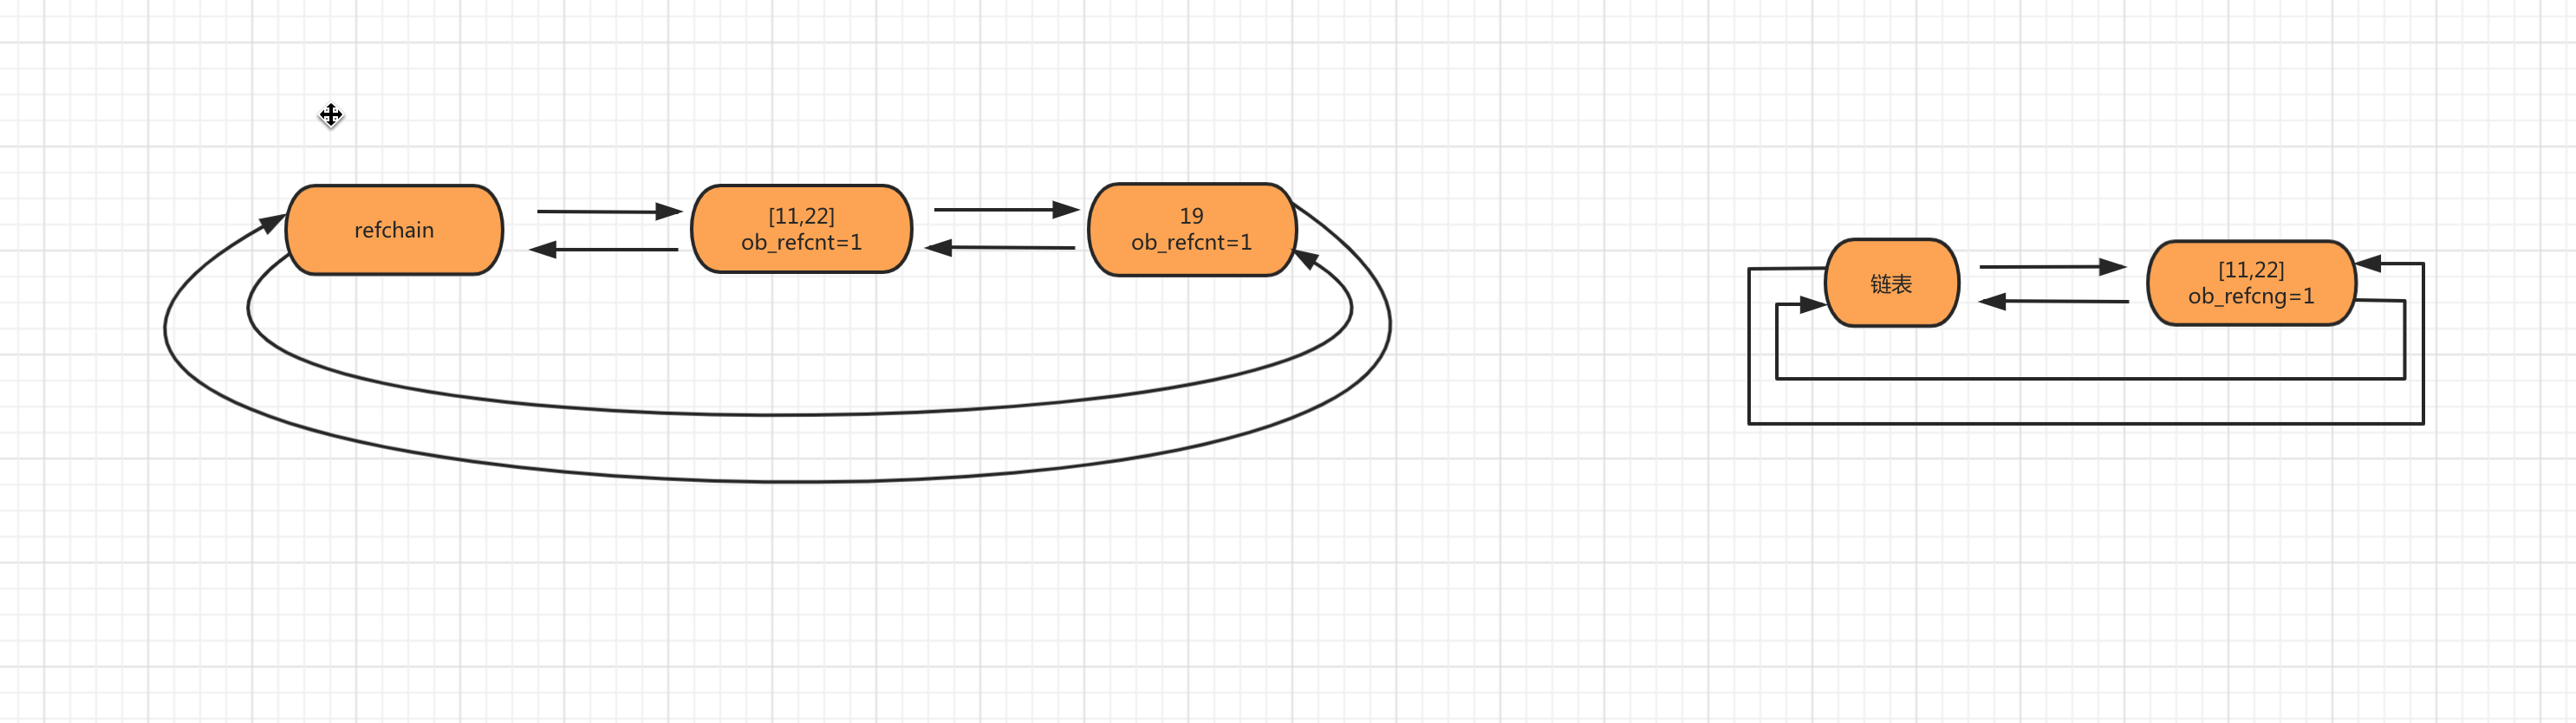 refchain
[11,22]
ob_refcnt=1
19
ob_refcnt=1
链表
[11,22]
ob_refcng=1